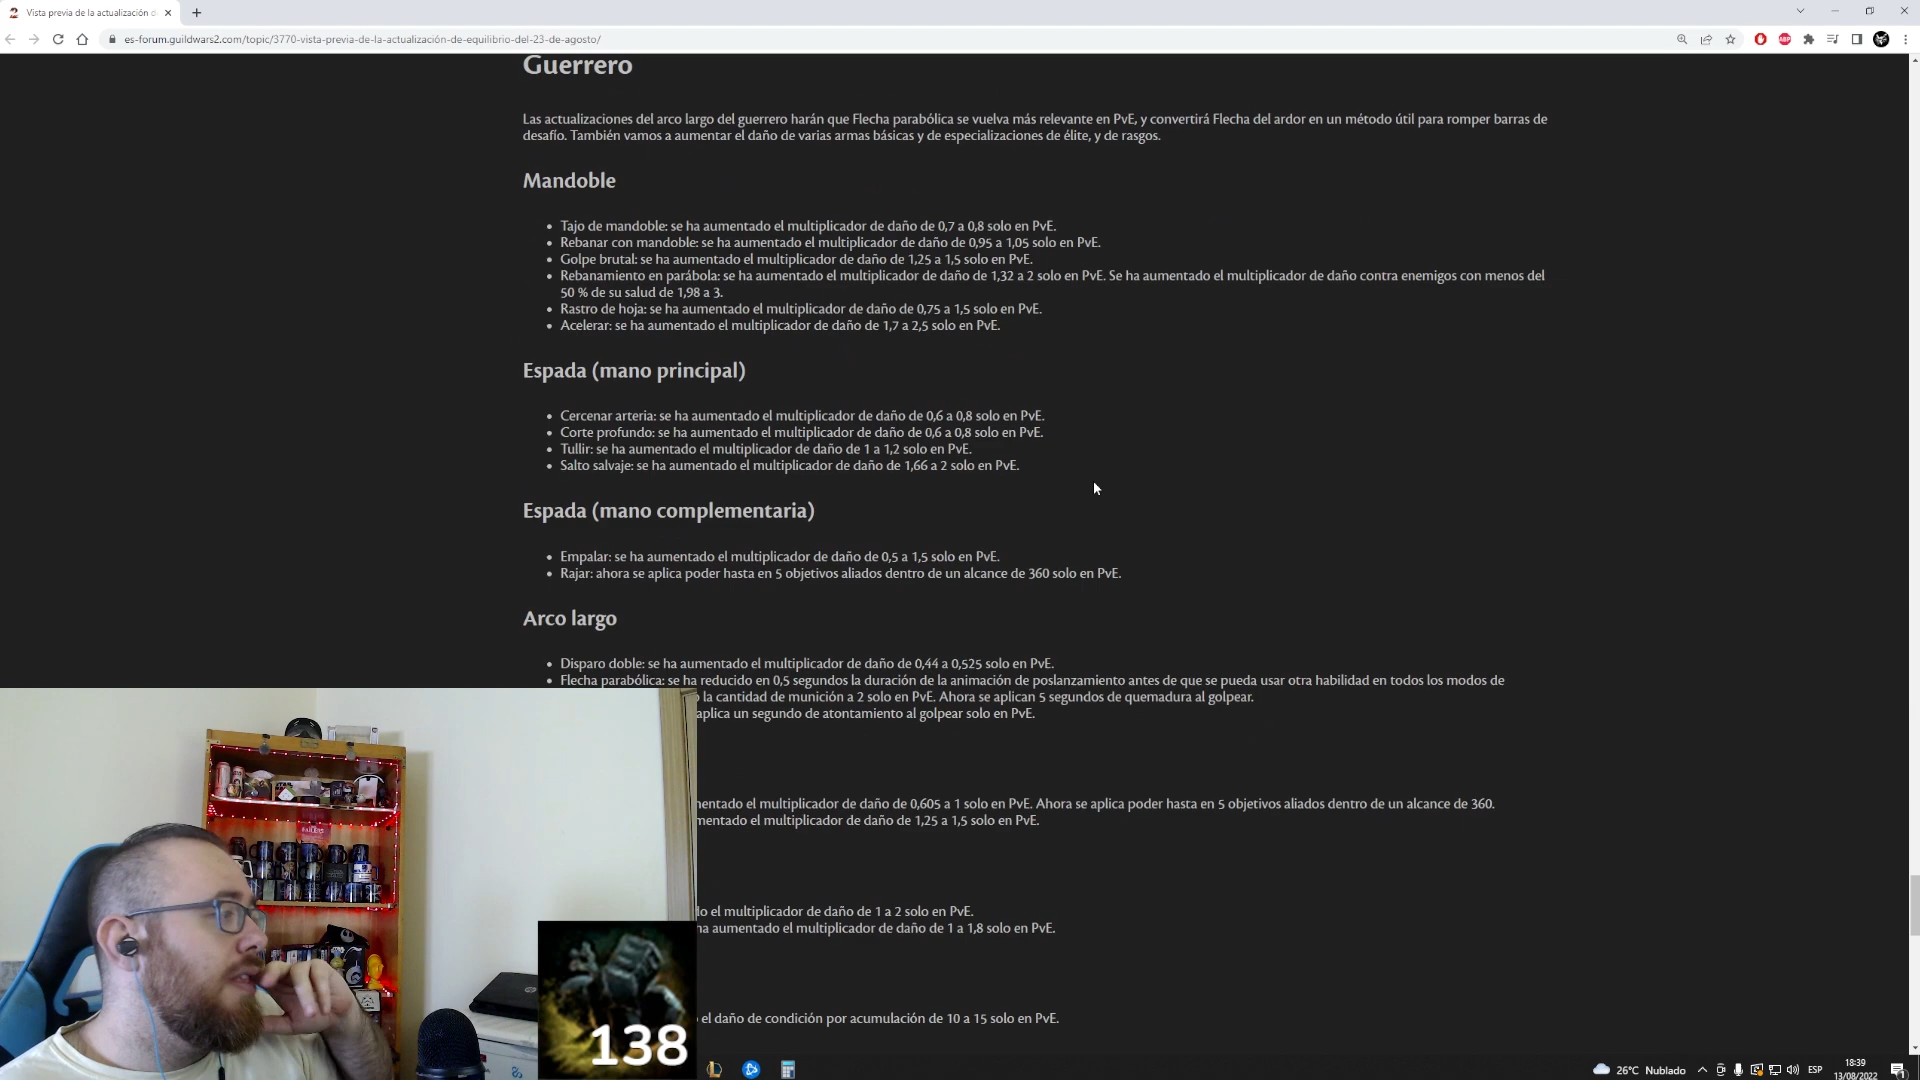 Vista previa de la actualización d
es-forum.guildwars2.com/topic/3770-vista-previa-de-la-actualización-de-equilibrio-del-23-de-agosto/
ABP
Guerrero
Las actualizaciones del arco largo del guerrero harán que Flecha parabólica se vuelva más relevante en PvE, y convertirá Flecha del ardor en un método útil para romper barras de
desafío. También vamos a aumentar el daño de varias armas básicas y de especializaciones de élite, y de rasgos.
Mandoble
Tajo de mandoble: se ha aumentado el multiplicador de daño de 0,7 a 0,8 solo en PvE.
Rebanar con mandoble: se ha aumentado el multiplicador de daño de 0,95 a 1,05 solo en PvE.
Golpe brutal: se ha aumentado el multiplicador de daño de 1,25 a 1,5 solo en PvE.
Rebanamiento en parábola: se ha aumentado el multiplicador de daño de 1,32 a 2 solo en PvE. Se ha aumentado el multiplicador de daño contra enemigos con menos del
50 % de su salud de 1,98 a 3.
Rastro de hoja: se ha aumentado el multiplicador de daño de 0,75 a 1,5 solo en PvE.
Acelerar: se ha aumentado el multiplicador de daño de 1,7 a 2,5 solo en PvE.
Espada (mano principal)
Cercenar arteria: se ha aumentado el multiplicador de daño de 0,6 a 0,8 solo en PvE.
Corte profundo: se ha aumentado el multiplicador de daño de 0,6 a 0,8 solo en PvE.
Tullir: se ha aumentado el multiplicador de daño de 1 a 1,2 solo en PvE.
Salto salvaje: se ha aumentado el multiplicador de daño de 1,66 a 2 solo en PvE.
Espada (mano complementaria)
Empalar: se ha aumentado el multiplicador de daño de 0,5 a 1,5 solo en PvE.
Rajar: ahora se aplica poder hasta en 5 objetivos aliados dentro de un alcance de 360 solo en PvE.
Arco largo
Disparo doble: se ha aumentado el multiplicador de daño de 0,44 a 0,525 solo en PvE.
Flecha parabólica: se ha reducido en 0,5 segundos la duración de la animación de poslanzamiento antes de que se pueda usar otra habilidad en todos los modos de
la cantidad de munición a 2 solo en PvE. Ahora se aplican 5 segundos de quemadura al golpear.
aplica un segundo de atontamiento al golpear solo en PvE.
mentado el multiplicador de daño de 0,605 a 1 solo en PvE. Ahora se aplica poder hasta en 5 objetivos aliados dentro de un alcance de 360.
mentado el multiplicador de daño de 1,25 a 1,5 solo en PvE.
o el multiplicador de daño de 1 a 2 solo en PvE.
ha aumentado el multiplicador de daño de 1 a 1,8 solo en PvE.
el daño de condición por acumulación de 10 a 15 solo en PvE.
138
26°C Nublado
ESP
18:39
13/08/2022